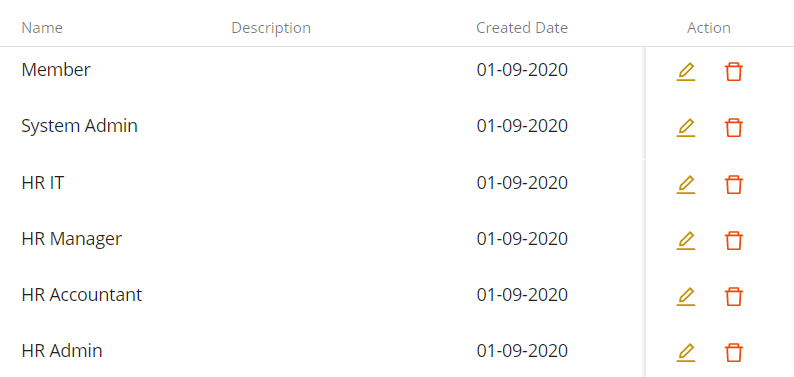 Name Description Created Date Action
Member 01-09-2020
System Admin 01-09-2020
HR IT 01-09-2020
HR Manager 01-09-2020
HR Accountant 01-09-2020
HR Admin 01-09-2020